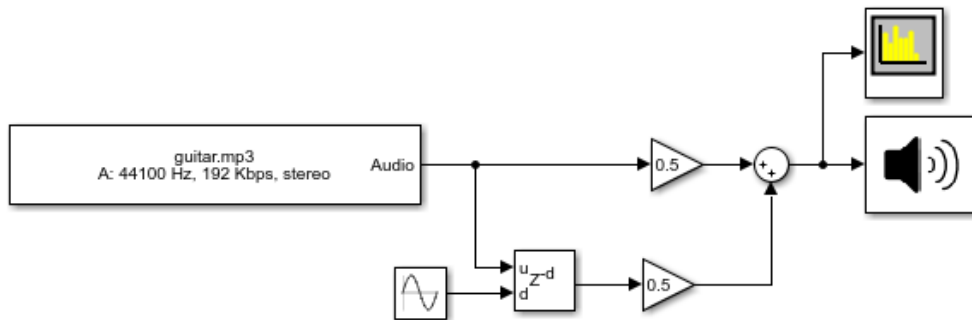 guitar.mp3
A: 44100 Hz, 192 Kbps, stereo
Audio
0.5
+
+
u
d
Z-d
0.5